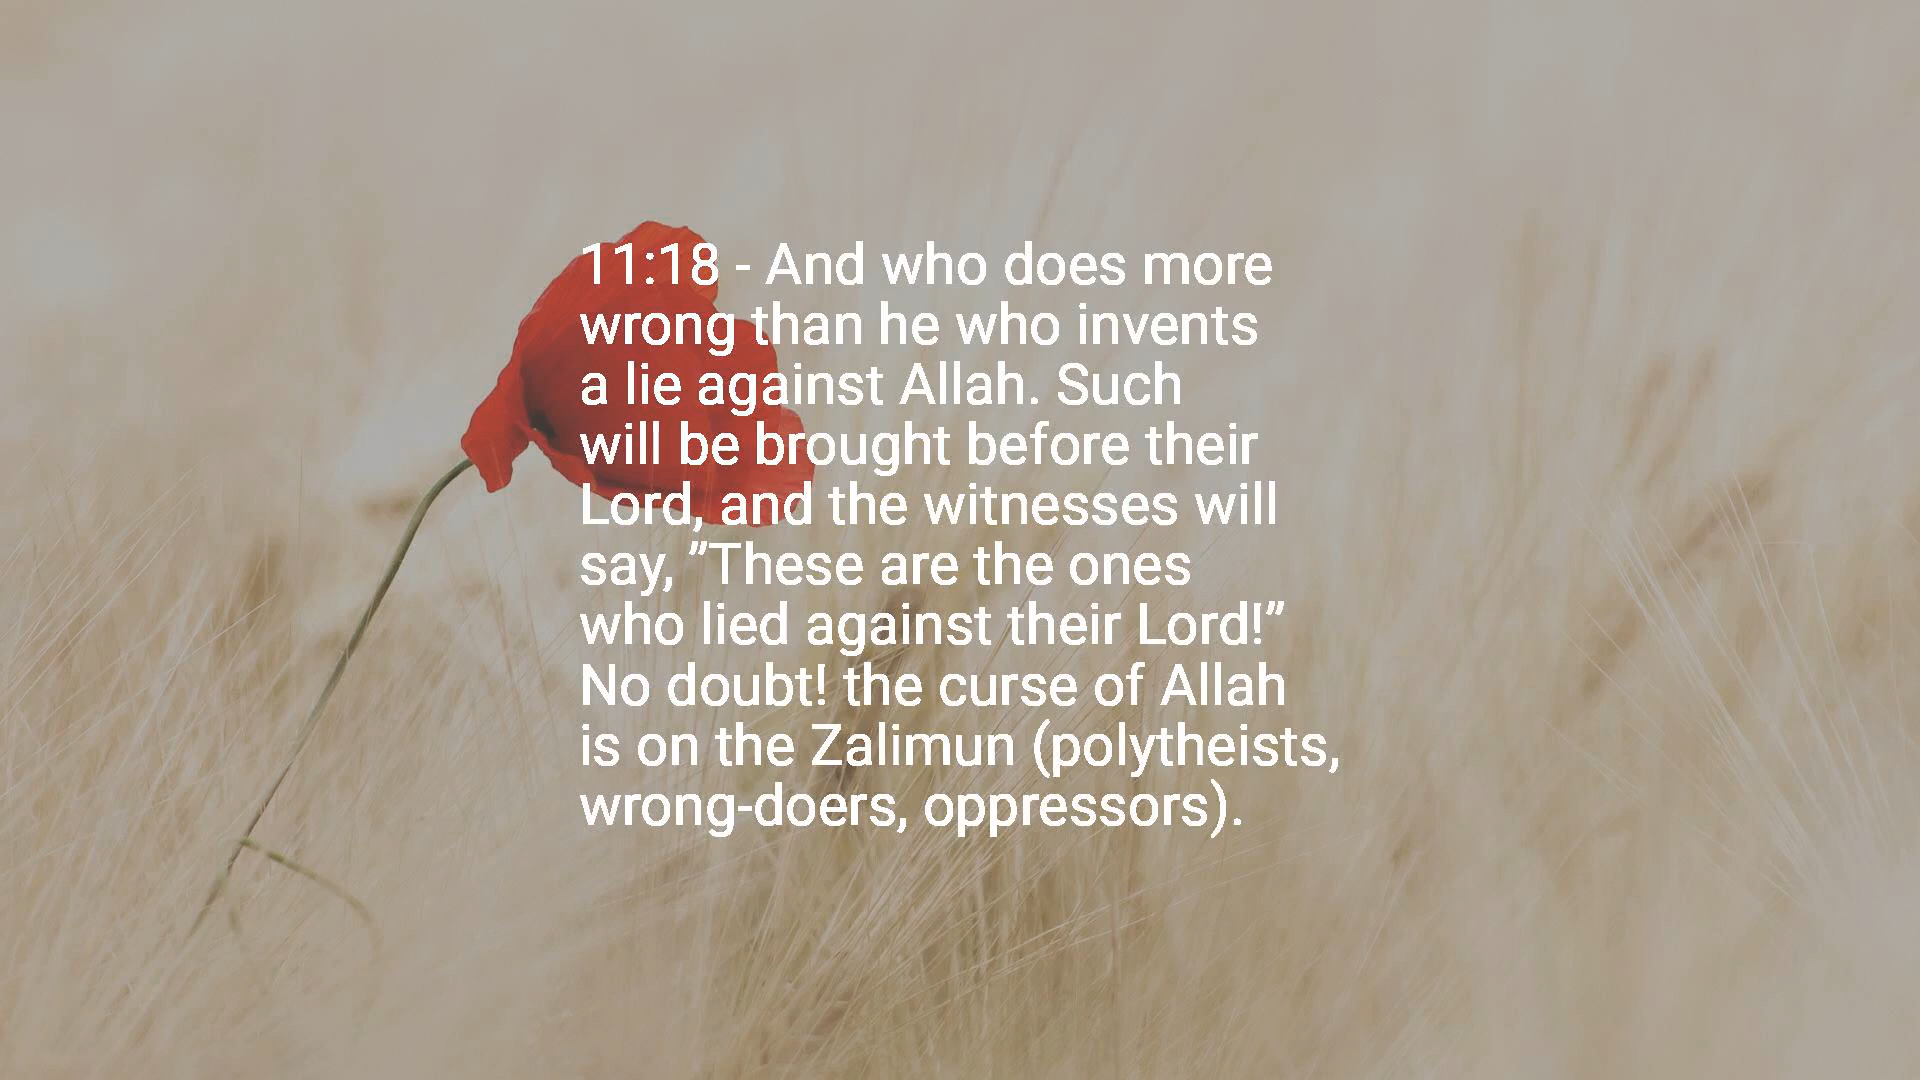 11:18 - And who does more
wrong than he who invents
a lie against Allah. Such
will be brought before their
Lord, and the witnesses will
say, ”These are the ones
who lied against their Lord!”
No doubt! the curse of Allah
is on the Zalimun (polytheists,
wrong-doers, oppressors).